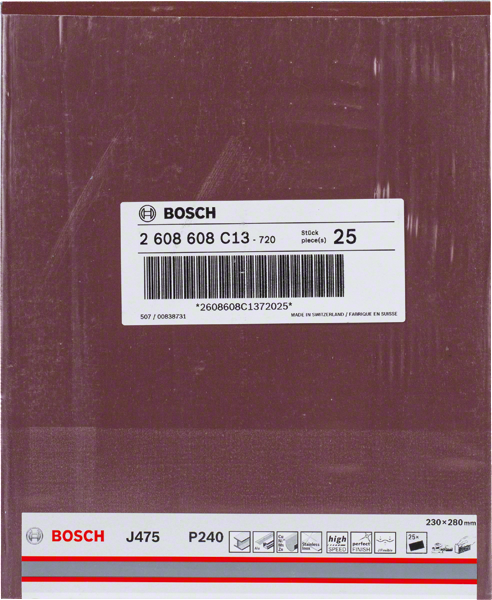 BOSCH
2 608 608 C13 - 720 Stück piece(s) 25
*2608608C1372025*
507 / 00838731 MADE IN SWITZERLAND / FABRIQUE EN SUISSE
230 × 280 mm
BOSCH J475 P240 Stainless high SPEED perfect FINISH 25×